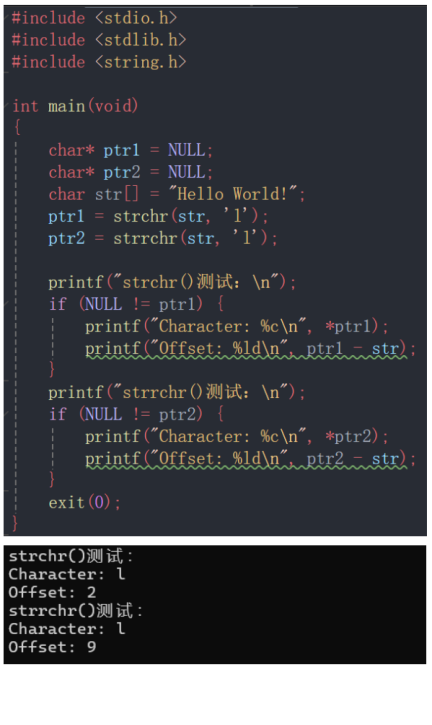 #include <stdio.h>
#include <stdlib.h>
#include <string.h>
int main(void)
{
char* ptr1 = NULL;
char* ptr2 = NULL;
char str[] = "Hello World!";
ptr1 = strchr(str, 'l');
ptr2 = strrchr(str, 'l');
printf("strchr()测试：\n");
if (NULL != ptr1) {
printf("Character: %c\n", *ptr1);
printf("Offset: %ld\n", ptr1 - str);
}
printf("strrchr()测试：\n");
if (NULL != ptr2) {
printf("Character: %c\n", *ptr2);
printf("Offset: %ld\n", ptr2 - str);
}
exit(0);
}
strchr()测试：
Character: l
Offset: 2
strrchr()测试：
Character: l
Offset: 9